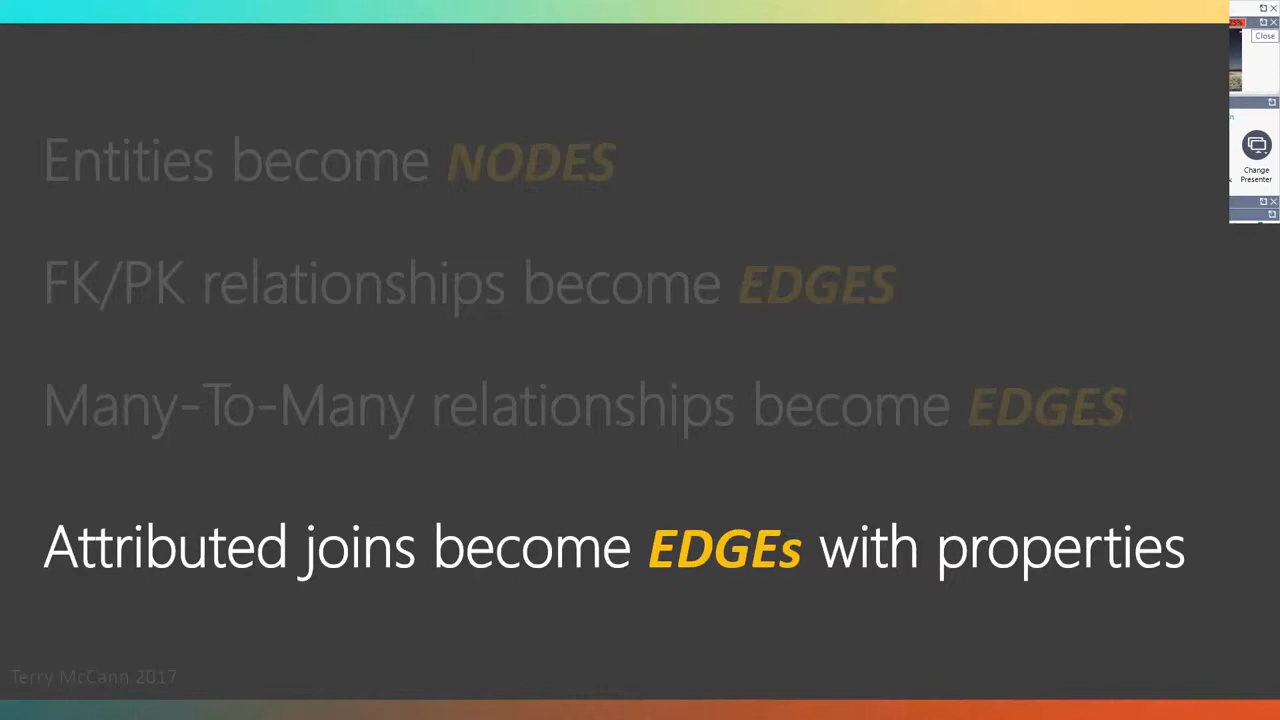 Entities become NODES
FK/PK relationships become EDGES
Many-To-Many relationships become EDGES
Attributed joins become EDGEs with properties
Terry McCann 2017
Close
Change
Presenter